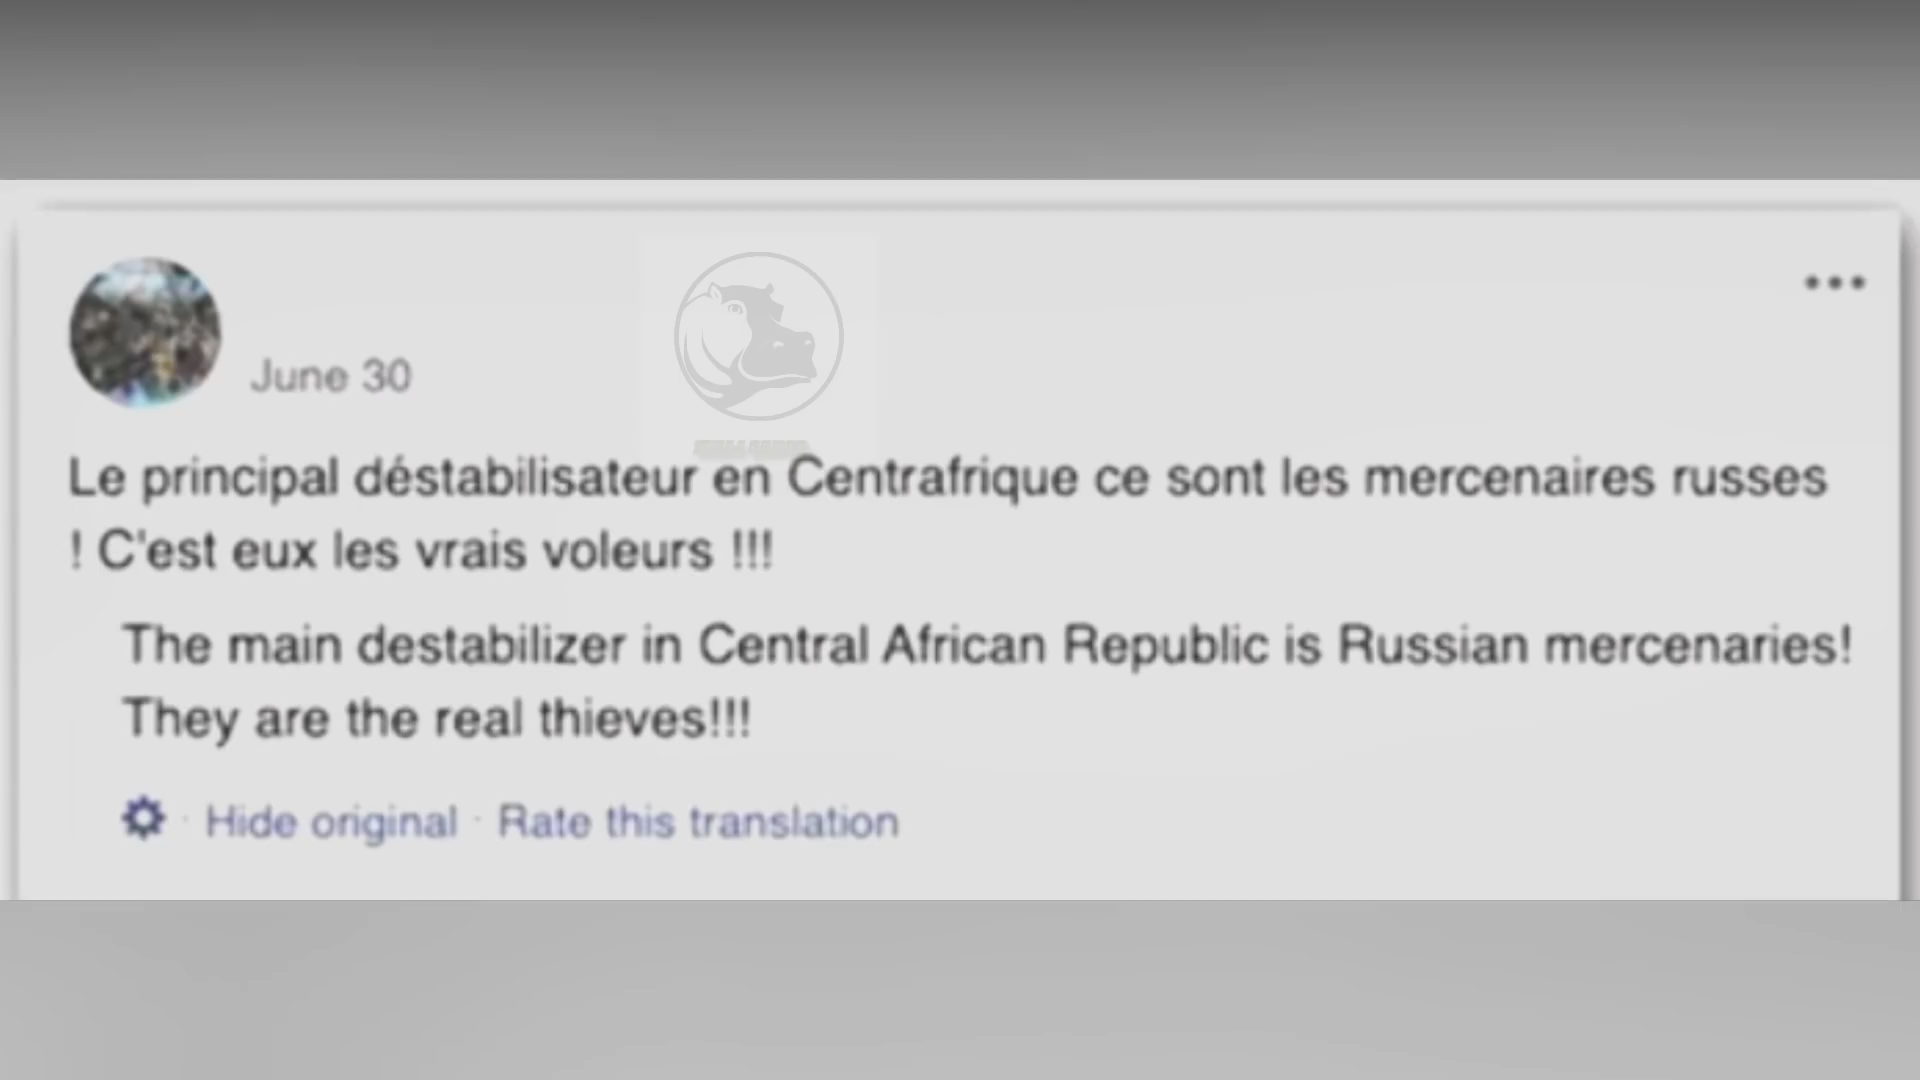 June 30
Le principal déstabilisateur en Centrafrique ce sont les mercenaires russes
! C'est eux les vrais voleurs !!!
The main destabilizer in Central African Republic is Russian mercenaries!
They are the real thieves!!!
· Hide original · Rate this translation